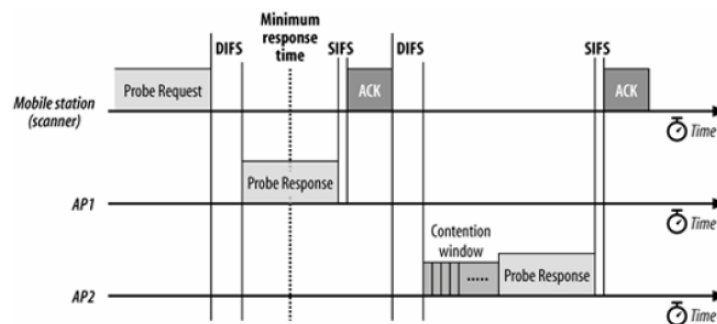 Minimum
response
time
DIFS
SIFS
DIFS
SIFS
Probe Request
ACK
ACK
Mobile station
(scanner)
Time
Probe Response
AP1
Time
Contention
window
.....
Probe Response
AP2
Time